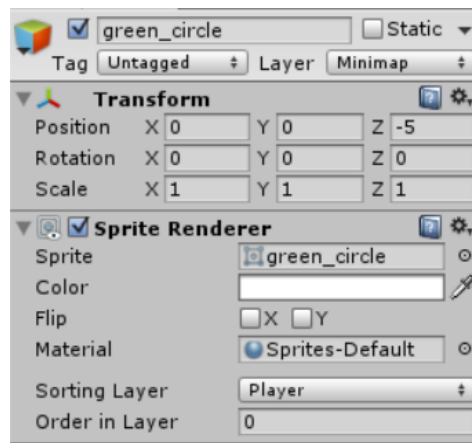 green_circle Static
Tag Untagged Layer Minimap
Transform
Position X 0 Y 0 Z -5
Rotation X 0 Y 0 Z 0
Scale X 1 Y 1 Z 1
Sprite Renderer
Sprite green_circle
Color
Flip X Y
Material Sprites-Default
Sorting Layer Player
Order in Layer 0